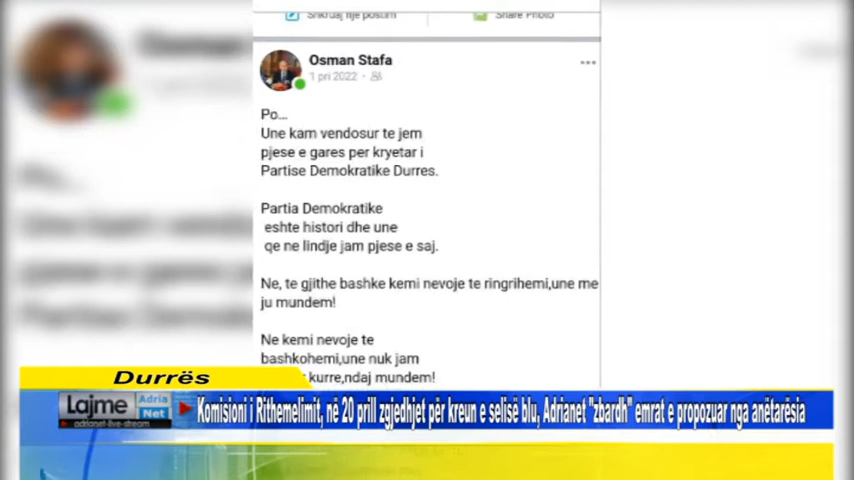 Shkruaj një postim
Share Photo
Osman Stafa
1 pri 2022
Po...
Une kam vendosur te jem
pjese e gares per kryetar i
Partise Demokratike Durres.
Partia Demokratike
eshte histori dhe une
qe ne lindje jam pjese e saj.
Ne, te gjithe bashke kemi nevoje te ringrihemi,une me
ju mundem!
Ne kemi nevoje te
bashkohemi,une nuk jam
kurre,ndaj mundem!
Durrës
Lajme
Adria
Net
adrianet-live-stream
Komisioni i Rithemelimit, në 20 prill zgjedhjet për kreun e selisë blu, Adrianet "zbardh" emrat e propozuar nga anëtarësia